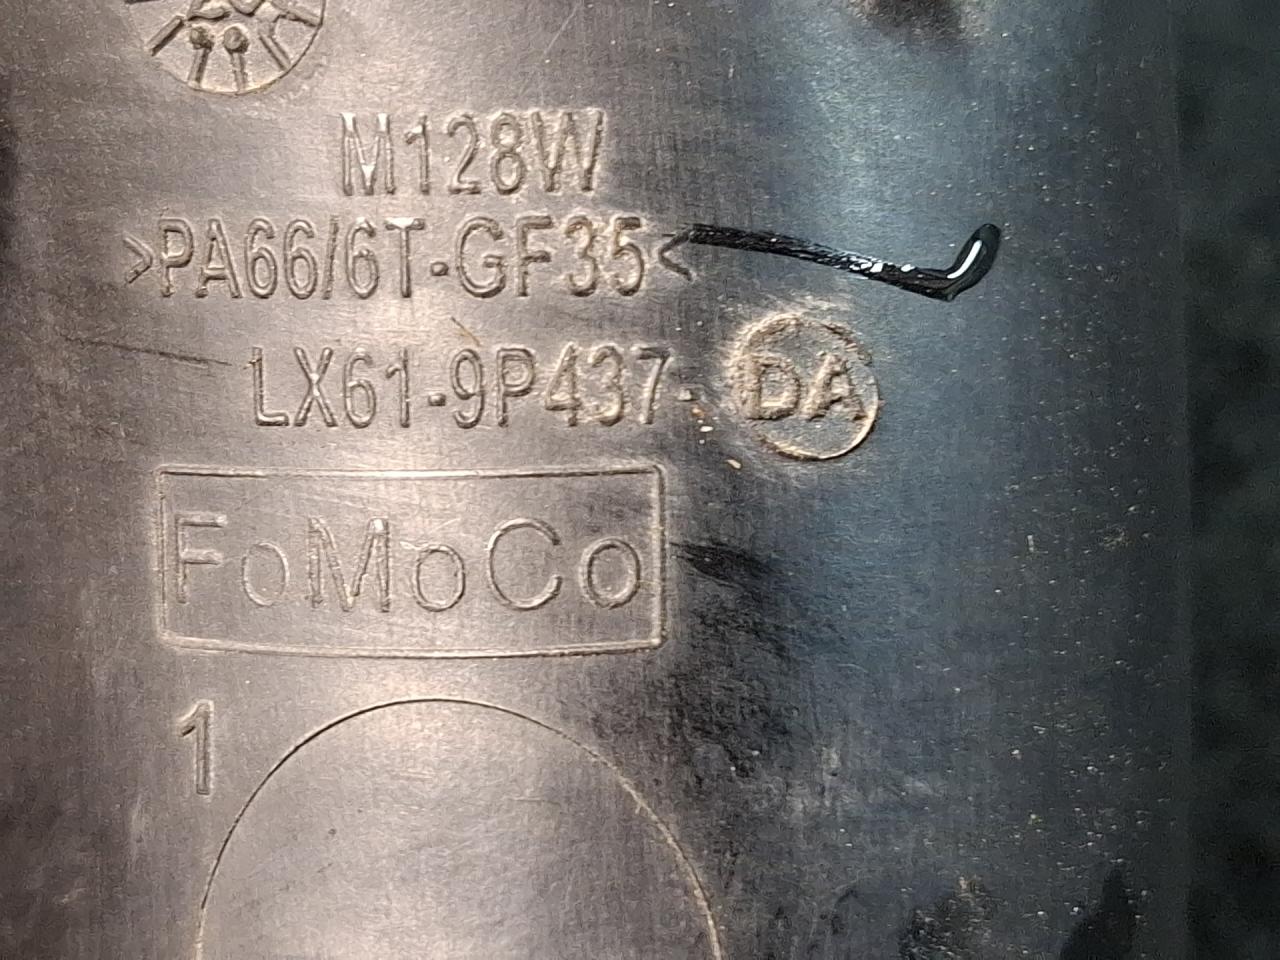 M128W
>PA66/6T-GF35<
LX61-9P437-DA
FoMoCo
1